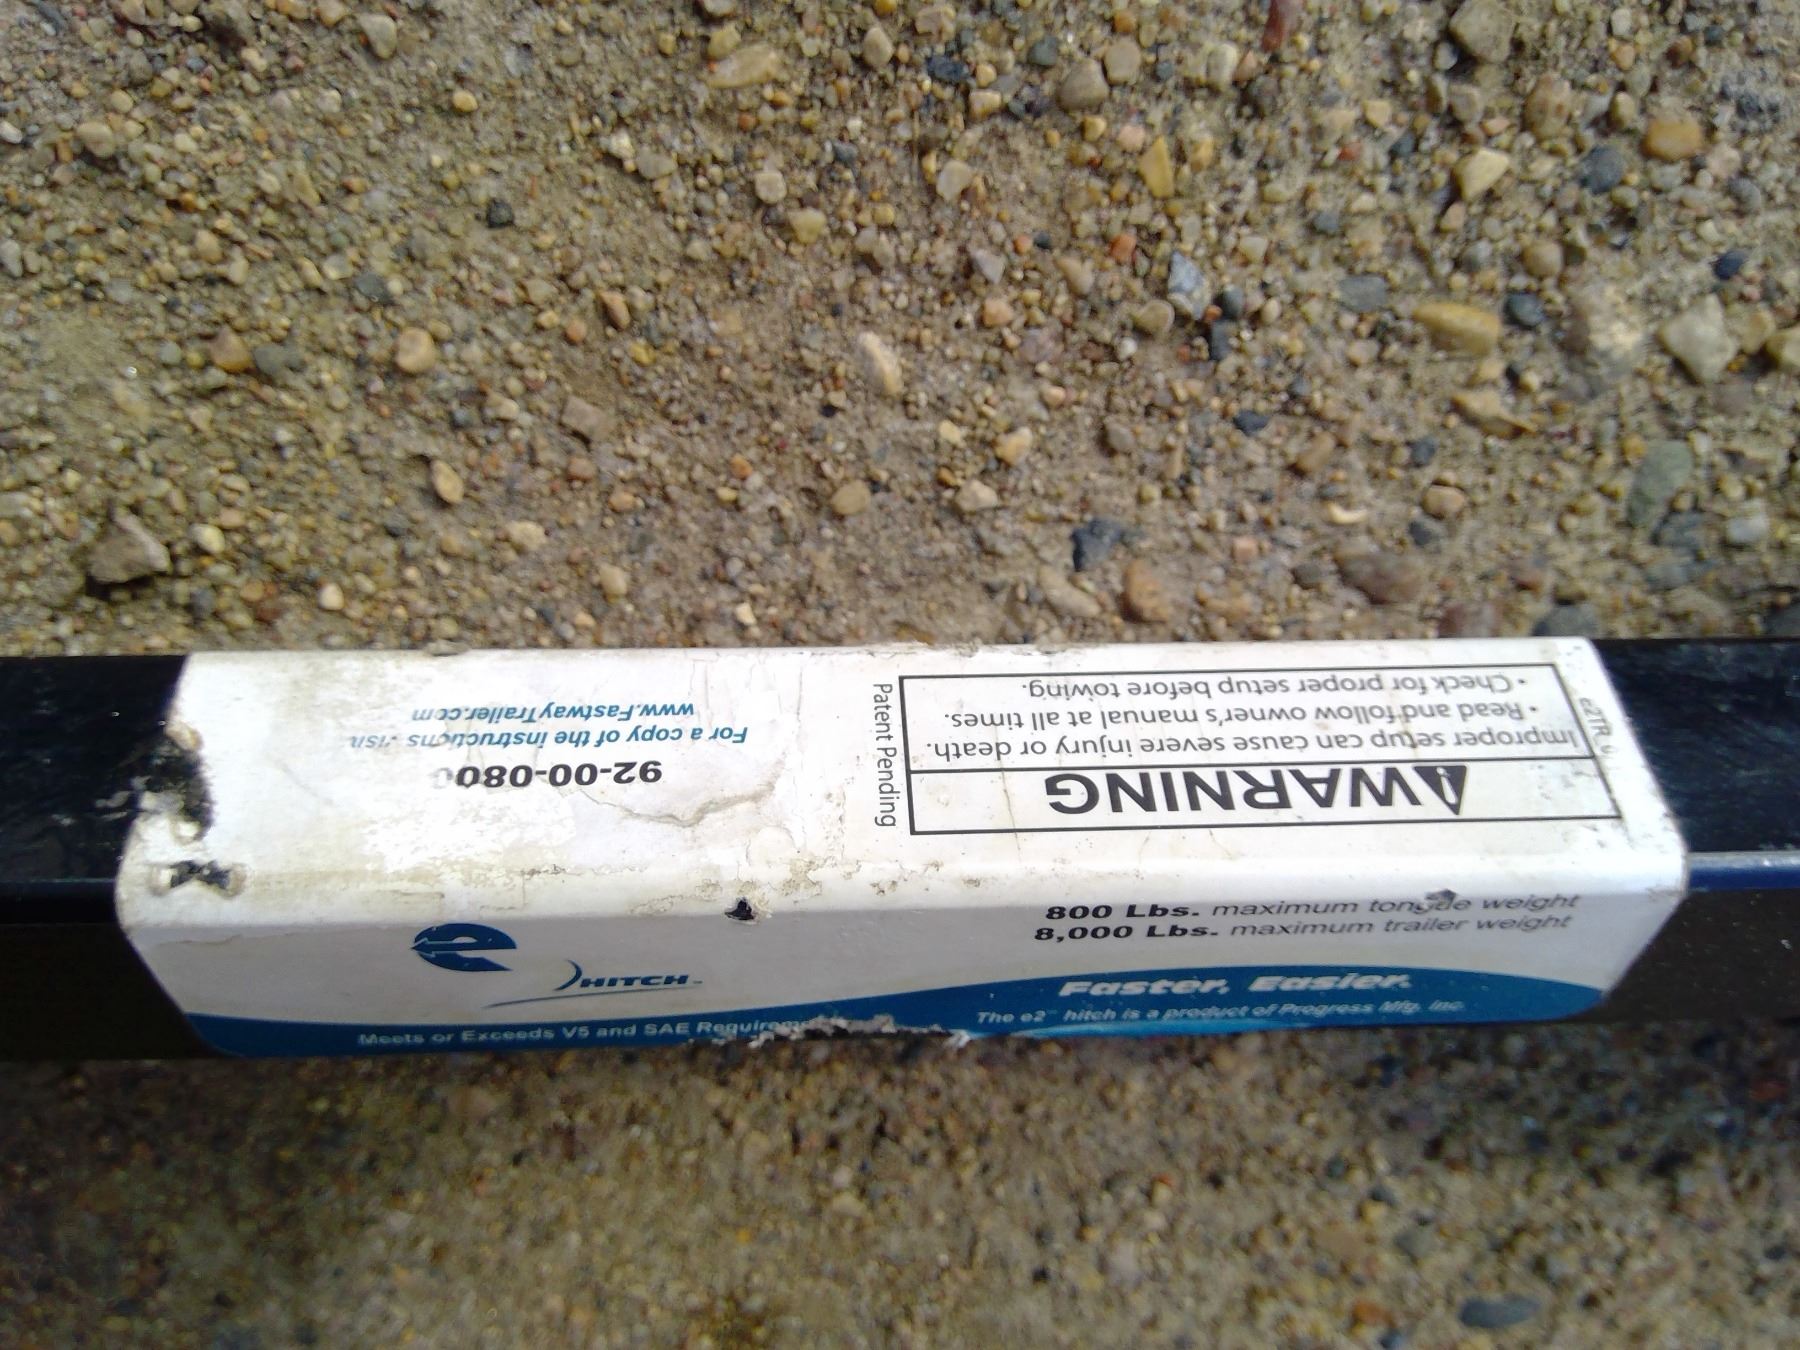 WARNING
Improper setup can cause severe injury or death.
• Read and follow owner's manual at all times.
• Check for proper setup before towing.
Patent Pending
92-00-080
For a copy of the instructions visit
www.FastwayTrailer.com
800 Lbs. maximum tongue weight
8,000 Lbs. maximum trailer weight
e
HITCH™
Faster, Easier.
The e2™ hitch is a product of Progress Mfg. Inc.
Meets or Exceeds V5 and SAE